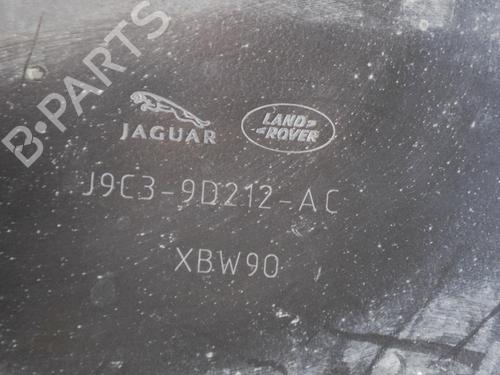 B-PARTS
JAGUAR
LAND
ROVER
J9C3-9D212-AC
XBW90